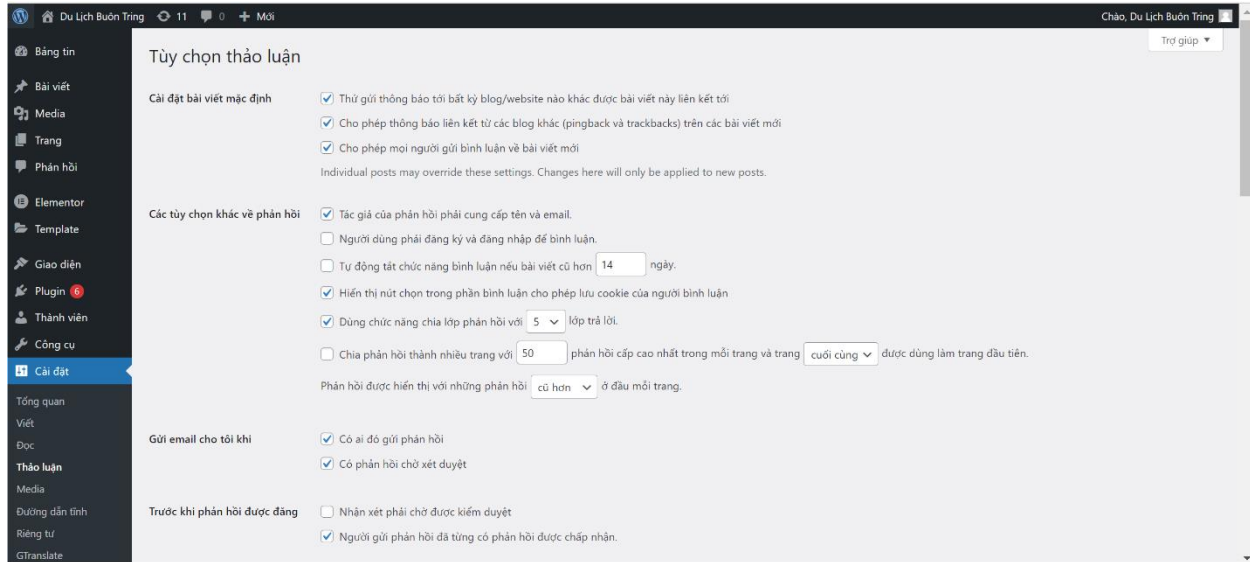 Du Lịch Buôn Tring 11 0 Mới Chào, Du Lịch Buôn Tring
Trợ giúp
Bảng tin
Bài viết
Media
Trang
Phản hồi
Elementor
Template
Giao diện
Plugin 6
Thành viên
Công cụ
Cài đặt
Tổng quan
Viết
Đọc
Thảo luận
Media
Đường dẫn tĩnh
Riêng tư
GTranslate
Tùy chọn thảo luận
Cài đặt bài viết mặc định
Thử gửi thông báo tới bất kỳ blog/website nào khác được bài viết này liên kết tới
Cho phép thông báo liên kết từ các blog khác (pingback và trackbacks) trên các bài viết mới
Cho phép mọi người gửi bình luận về bài viết mới
Individual posts may override these settings. Changes here will only be applied to new posts.
Các tùy chọn khác về phản hồi
Tác giả của phản hồi phải cung cấp tên và email.
Người dùng phải đăng ký và đăng nhập để bình luận.
Tự động tắt chức năng bình luận nếu bài viết cũ hơn 14 ngày.
Hiển thị nút chọn trong phần bình luận cho phép lưu cookie của người bình luận
Dùng chức năng chia lớp phản hồi với 5 lớp trả lời.
Chia phản hồi thành nhiều trang với 50 phản hồi cấp cao nhất trong mỗi trang và trang cuối cùng được dùng làm trang đầu tiên.
Phản hồi được hiển thị với những phản hồi cũ hơn ở đầu mỗi trang.
Gửi email cho tôi khi
Có ai đó gửi phản hồi
Có phản hồi chờ xét duyệt
Trước khi phản hồi được đăng
Nhận xét phải chờ được kiểm duyệt
Người gửi phản hồi đã từng có phản hồi được chấp nhận.